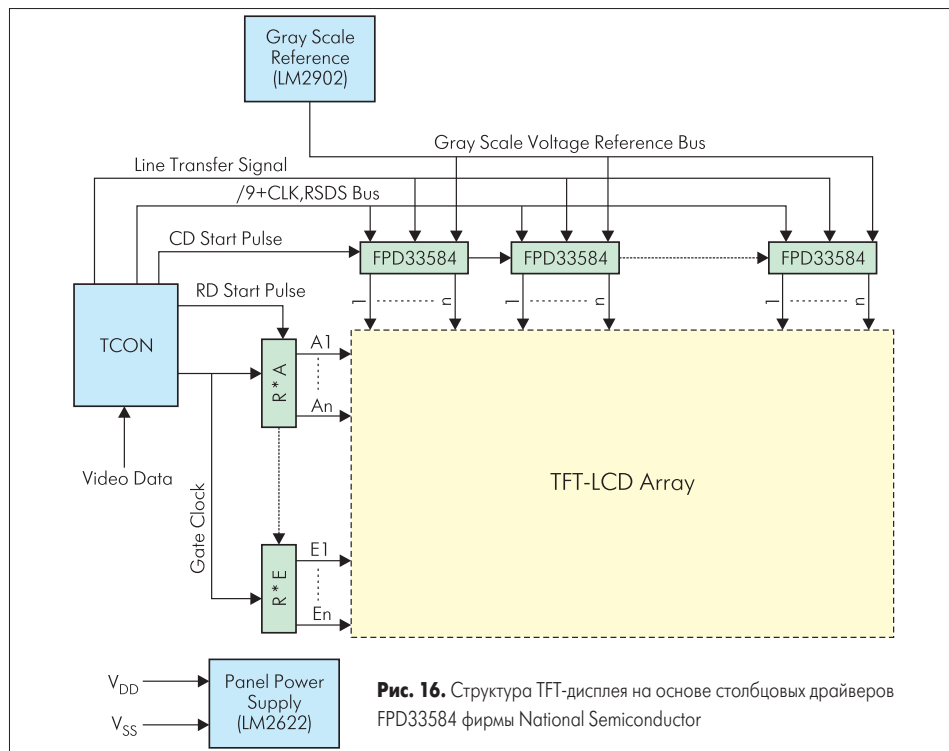 Gray Scale
Reference
(LM2902)
Gray Scale Voltage Reference Bus
Line Transfer Signal
/9+CLK,RSDS Bus
CD Start Pulse
FPD33584
FPD33584
FPD33584
RD Start Pulse
1
n
1
n
1
n
TCON
R*A
A1
An
Video Data
TFT-LCD Array
Gate Clock
R*E
E1
En
VDD
VSS
Panel Power
Supply
(LM2622)
Рис. 16. Структура TFT-дисплея на основе столбцовых драйверов
FPD33584 фирмы National Semiconductor